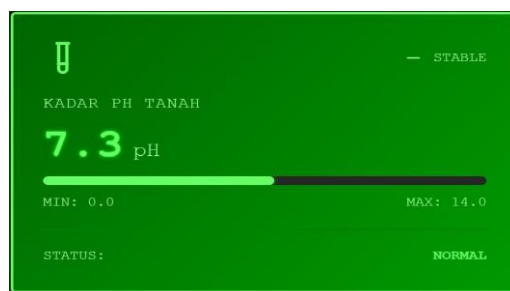 — STABLE
KADAR PH TANAH
7.3 pH
MIN: 0.0 MAX: 14.0
STATUS: NORMAL